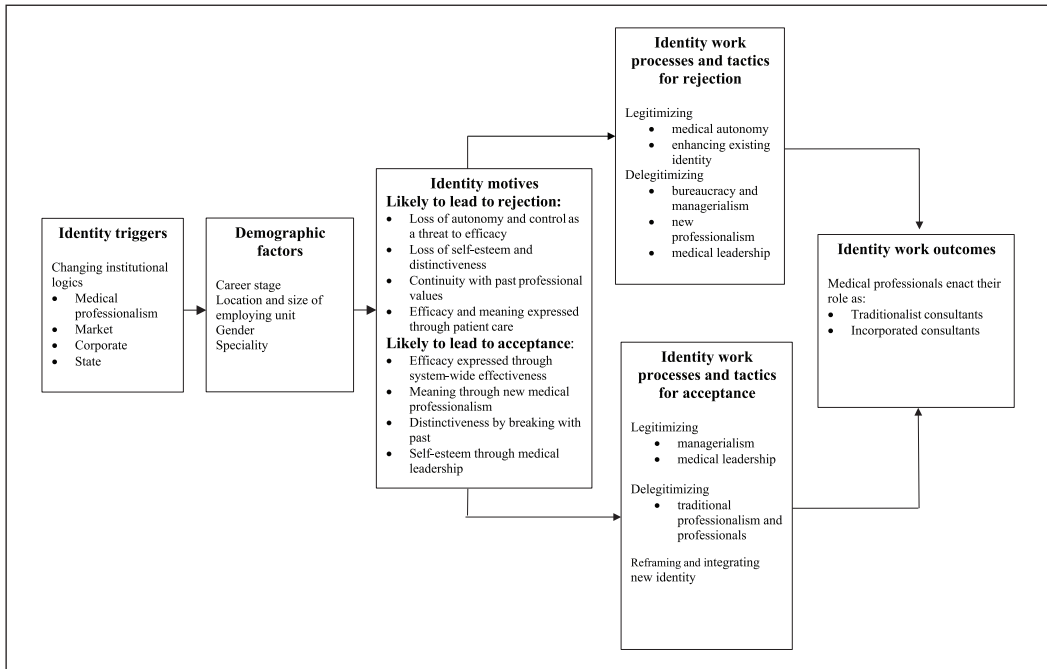 Identity triggers
Changing institutional
logics
• Medical
professionalism
• Market
• Corporate
• State
Demographic
factors
Career stage
Location and size of
employing unit
Gender
Speciality
Identity motives
Likely to lead to rejection:
• Loss of autonomy and control as
a threat to efficacy
• Loss of self-esteem and
distinctiveness
• Continuity with past professional
values
• Efficacy and meaning expressed
through patient care
Likely to lead to acceptance:
• Efficacy expressed through
system-wide effectiveness
• Meaning through new medical
professionalism
• Distinctiveness by breaking with
past
• Self-esteem through medical
leadership
Identity work
processes and tactics
for rejection
Legitimizing
• medical autonomy
• enhancing existing
identity
Delegitimizing
• bureaucracy and
managerialism
• new
professionalism
• medical leadership
Identity work
processes and tactics
for acceptance
Legitimizing
• managerialism
• medical leadership
Delegitimizing
• traditional
professionalism and
professionals
Reframing and integrating
new identity
Identity work outcomes
Medical professionals enact their
role as:
• Traditionalist consultants
• Incorporated consultants